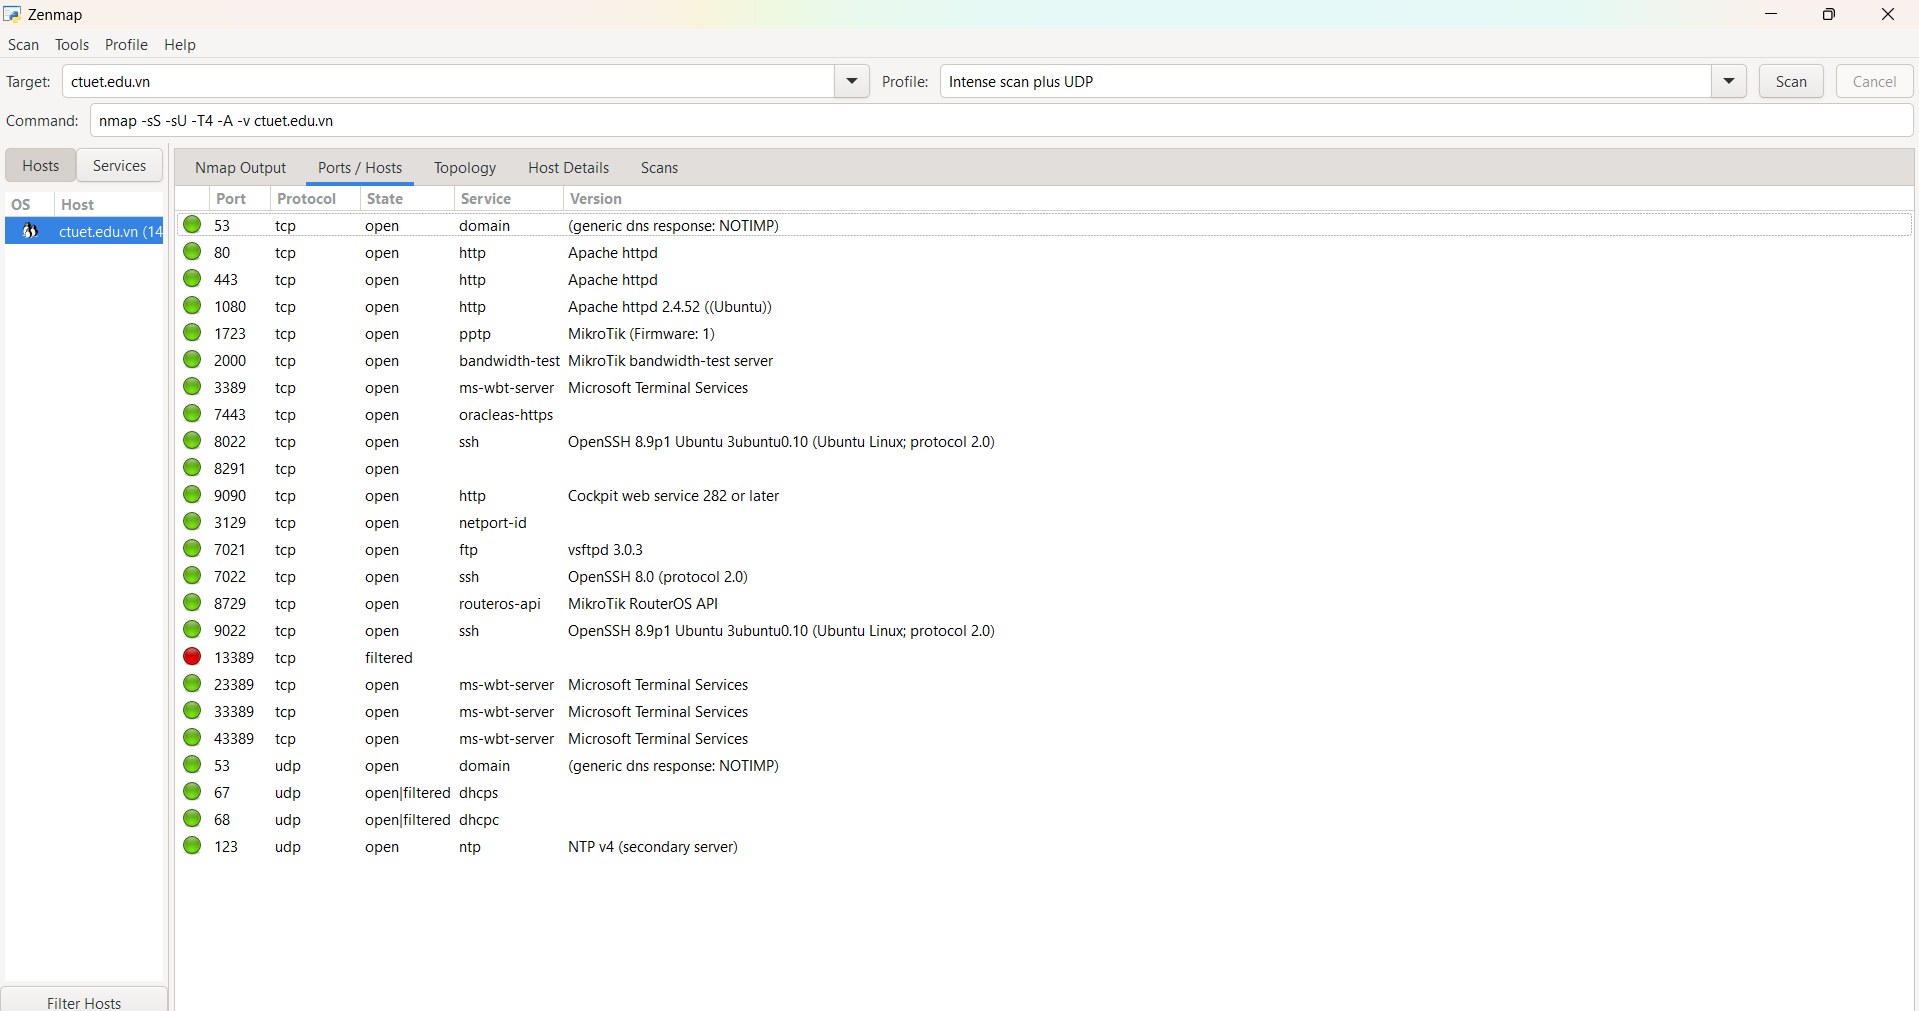 Zenmap
Scan Tools Profile Help
Target: ctuet.edu.vn Profile: Intense scan plus UDP Scan Cancel
Command: nmap -sS -sU -T4 -A -v ctuet.edu.vn
Hosts Services Nmap Output Ports / Hosts Topology Host Details Scans
OS Host Port Protocol State Service Version
ctuet.edu.vn (14
53 tcp open domain (generic dns response: NOTIMP)
80 tcp open http Apache httpd
443 tcp open http Apache httpd
1080 tcp open http Apache httpd 2.4.52 ((Ubuntu))
1723 tcp open pptp MikroTik (Firmware: 1)
2000 tcp open bandwidth-test MikroTik bandwidth-test server
3389 tcp open ms-wbt-server Microsoft Terminal Services
7443 tcp open oracleas-https
8022 tcp open ssh OpenSSH 8.9p1 Ubuntu 3ubuntu0.10 (Ubuntu Linux; protocol 2.0)
8291 tcp open
9090 tcp open http Cockpit web service 282 or later
3129 tcp open netport-id
7021 tcp open ftp vsftpd 3.0.3
7022 tcp open ssh OpenSSH 8.0 (protocol 2.0)
8729 tcp open routeros-api MikroTik RouterOS API
9022 tcp open ssh OpenSSH 8.9p1 Ubuntu 3ubuntu0.10 (Ubuntu Linux; protocol 2.0)
13389 tcp filtered
23389 tcp open ms-wbt-server Microsoft Terminal Services
33389 tcp open ms-wbt-server Microsoft Terminal Services
43389 tcp open ms-wbt-server Microsoft Terminal Services
53 udp open domain (generic dns response: NOTIMP)
67 udp open|filtered dhcps
68 udp open|filtered dhcpc
123 udp open ntp NTP v4 (secondary server)
Filter Hosts